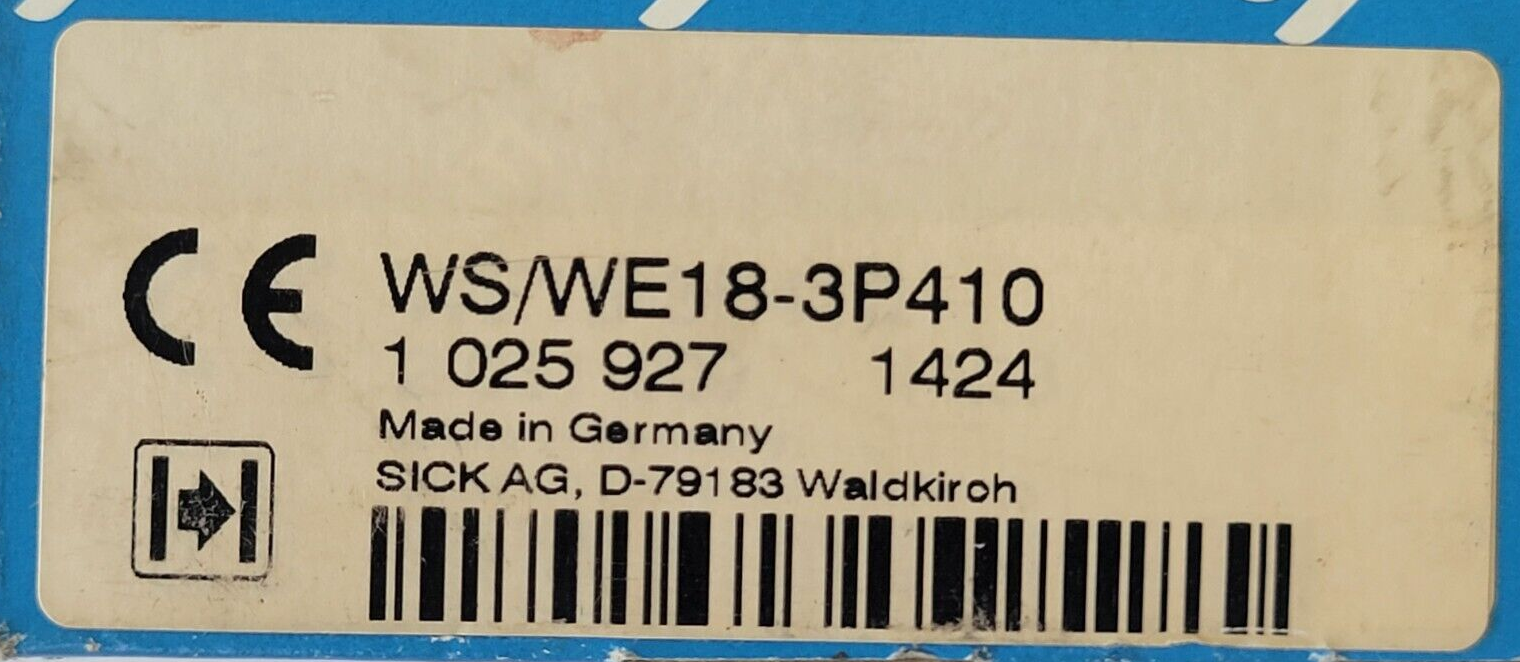 CE WS/WE18-3P410
1 025 927 1424
Made in Germany
SICK AG, D-79183 Waldkirch